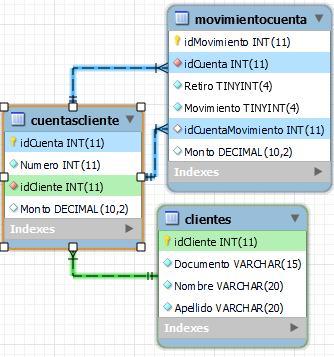 movimientocuenta
idMovimiento INT(11)
idCuenta INT(11)
Retiro TINYINT(4)
Movimiento TINYINT(4)
idCuentaMovimiento INT(11)
Monto DECIMAL(10,2)
Indexes
cuentascliente
idCuenta INT(11)
Numero INT(11)
idCliente INT(11)
Monto DECIMAL(10,2)
Indexes
clientes
idCliente INT(11)
Documento VARCHAR(15)
Nombre VARCHAR(20)
Apellido VARCHAR(20)
Indexes